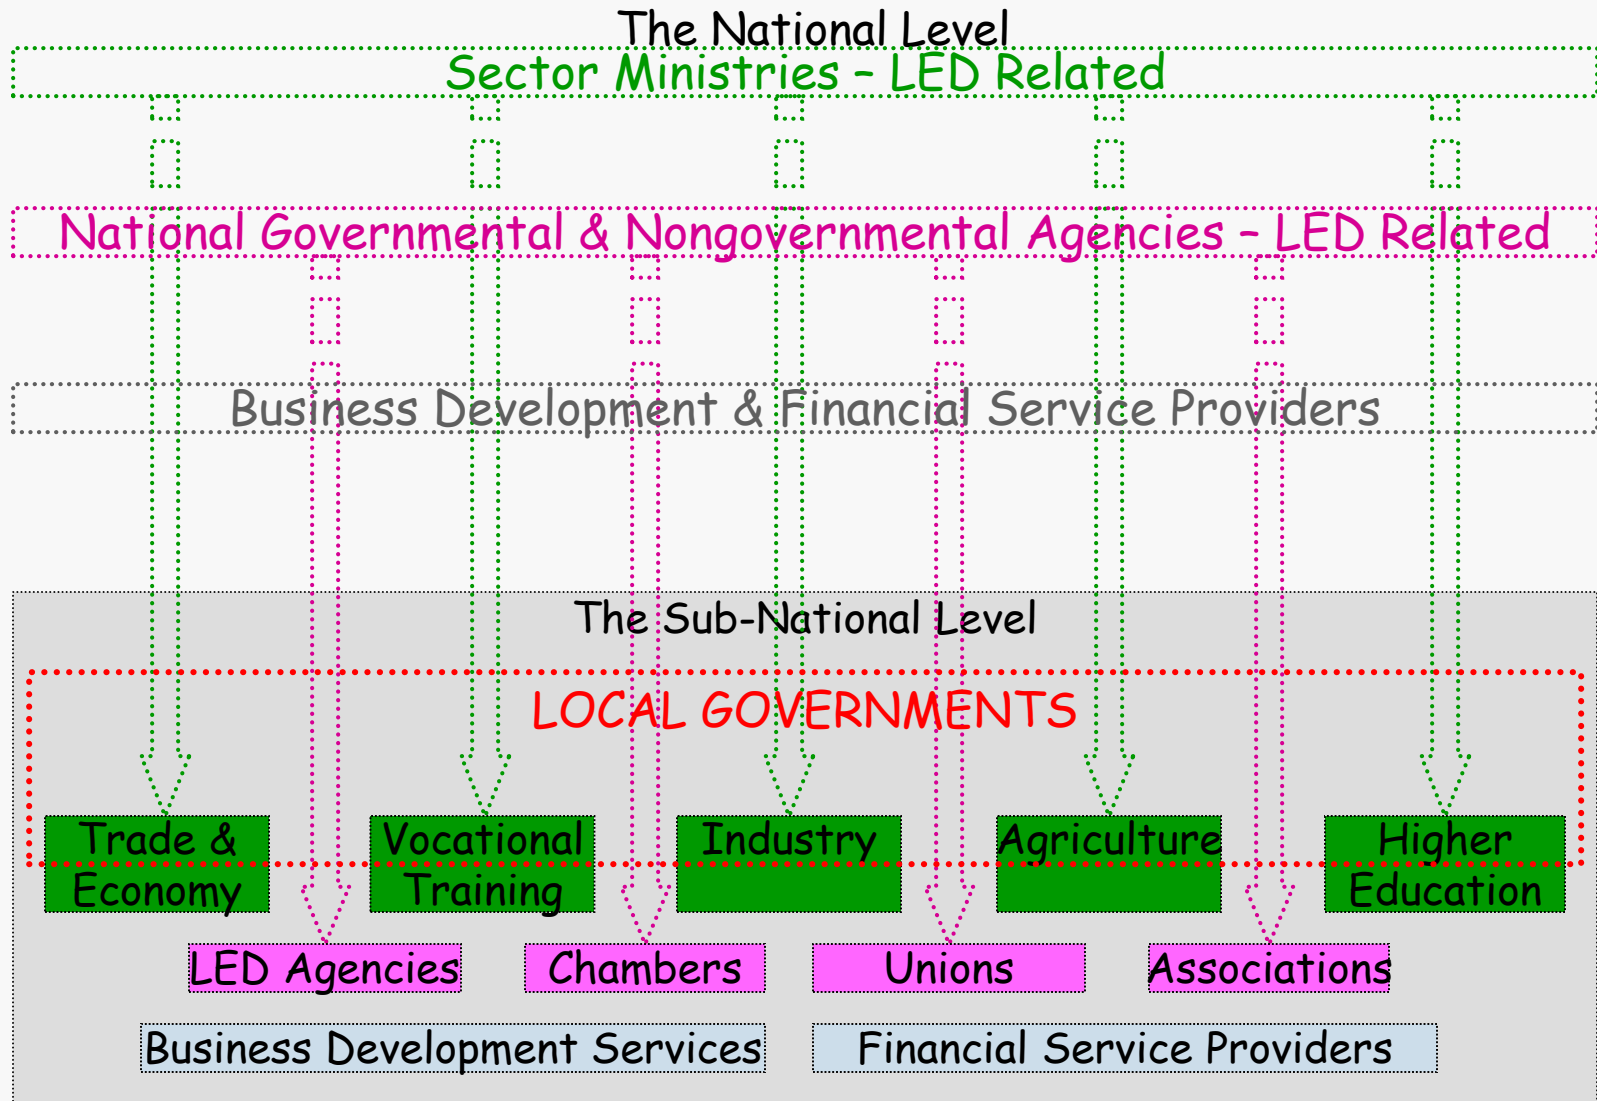 The National Level
Sector Ministries – LED Related
National Governmental & Nongovernmental Agencies – LED Related
Business Development & Financial Service Providers
The Sub-National Level
LOCAL GOVERNMENTS
Trade &
Economy
Vocational
Training
Industry
Agriculture
Higher
Education
LED Agencies
Chambers
Unions
Associations
Business Development Services
Financial Service Providers